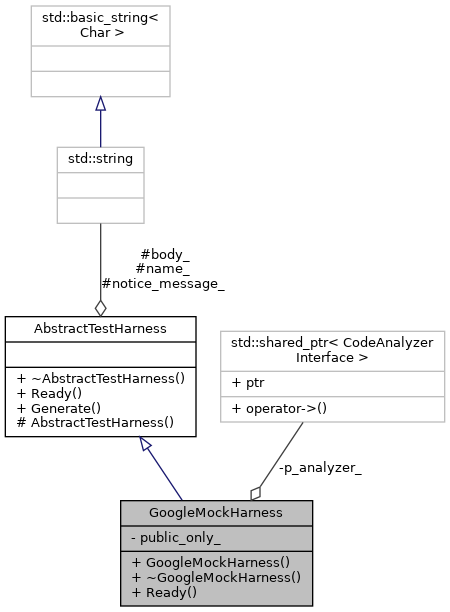 std::basic_string<
Char >
std::string
#body_
#name_
#notice_message_
AbstractTestHarness
+ ~AbstractTestHarness()
+ Ready()
+ Generate()
# AbstractTestHarness()
std::shared_ptr< CodeAnalyzer
Interface >
+ ptr
+ operator->()
-p_analyzer_
GoogleMockHarness
- public_only_
+ GoogleMockHarness()
+ ~GoogleMockHarness()
+ Ready()